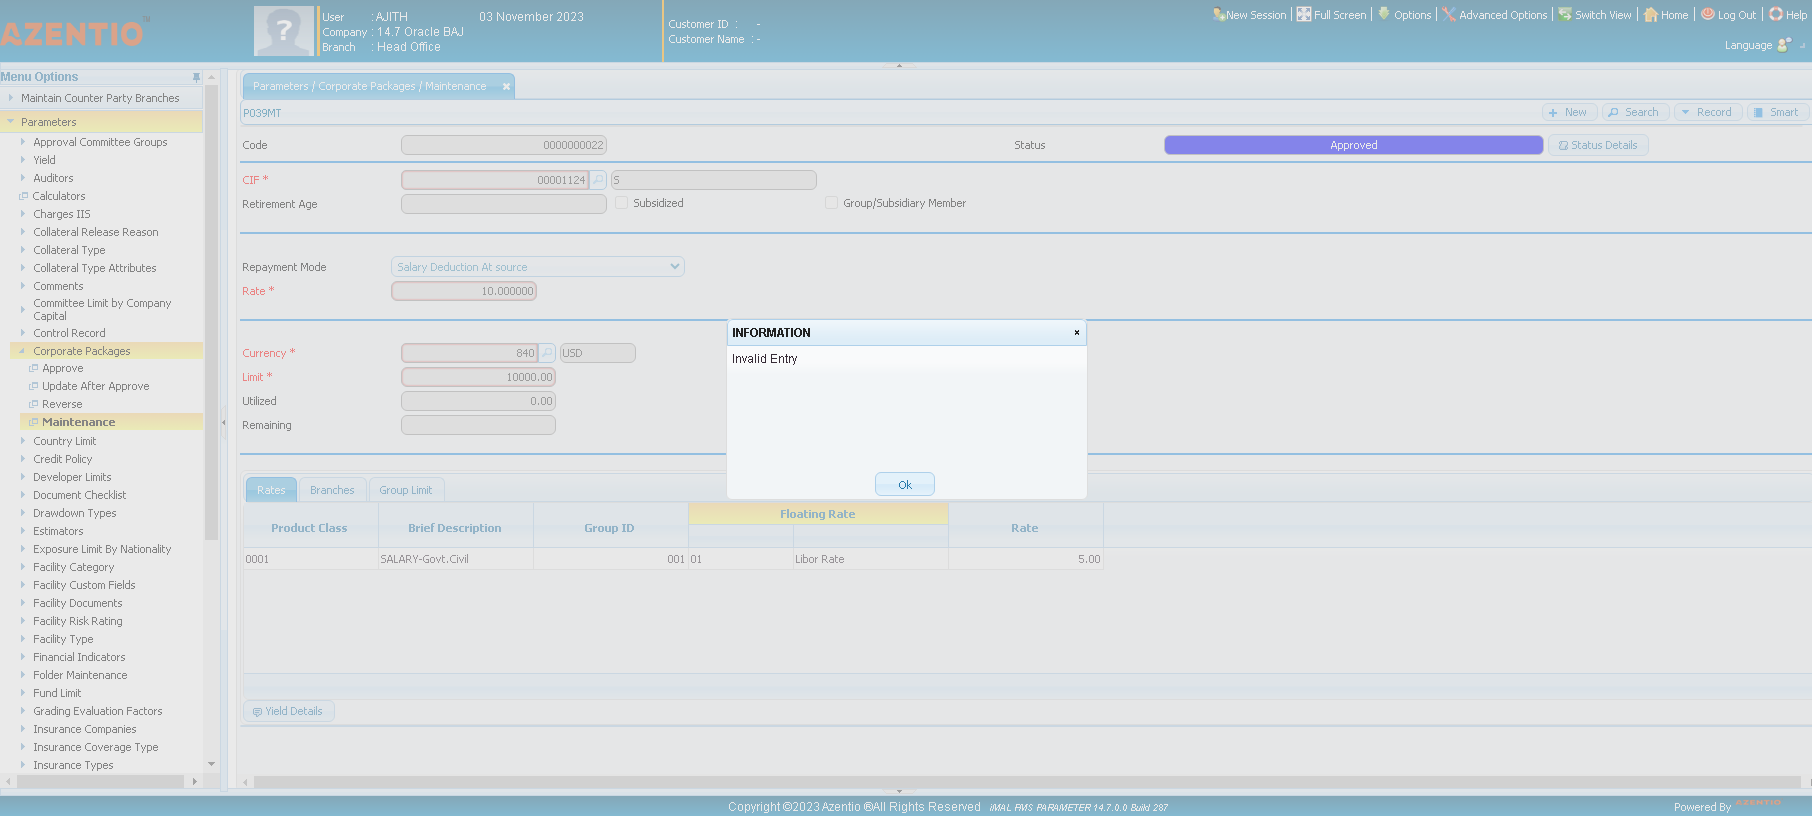 AZENTIO™
?
User : AJITH 03 November 2023
Company : 14.7 Oracle BAJ
Branch : Head Office
Customer ID : -
Customer Name : -
New Session | Full Screen | Options | Advanced Options | Switch View | Home | Log Out | Help
Language
Menu Options
Maintain Counter Party Branches
Parameters
Approval Committee Groups
Yield
Auditors
Calculators
Charges IIS
Collateral Release Reason
Collateral Type
Collateral Type Attributes
Comments
Committee Limit by Company
Capital
Control Record
Corporate Packages
Approve
Update After Approve
Reverse
Maintenance
Country Limit
Credit Policy
Developer Limits
Document Checklist
Drawdown Types
Estimators
Exposure Limit By Nationality
Facility Category
Facility Custom Fields
Facility Documents
Facility Risk Rating
Facility Type
Financial Indicators
Folder Maintenance
Fund Limit
Grading Evaluation Factors
Insurance Companies
Insurance Coverage Type
Insurance Types
Parameters / Corporate Packages / Maintenance
P039MT
New Search Record Smart
Code 0000000022 Status Approved Status Details
CIF * 00001124 S
Retirement Age Subsidized Group/Subsidiary Member
Repayment Mode Salary Deduction At source
Rate * 10.000000
Currency * 840 USD
Limit * 10000.00
Utilized 0.00
Remaining
INFORMATION
Invalid Entry
Ok
Rates Branches Group Limit
Product Class Brief Description Group ID Floating Rate Rate
0001 SALARY-Govt.Civil 001 01 Libor Rate 5.00
Yield Details
Copyright ©2023 Azentio ®All Rights Reserved IMAL PMS PARAMETER 14.7.0.0 Build 287
Powered By AZENTIO